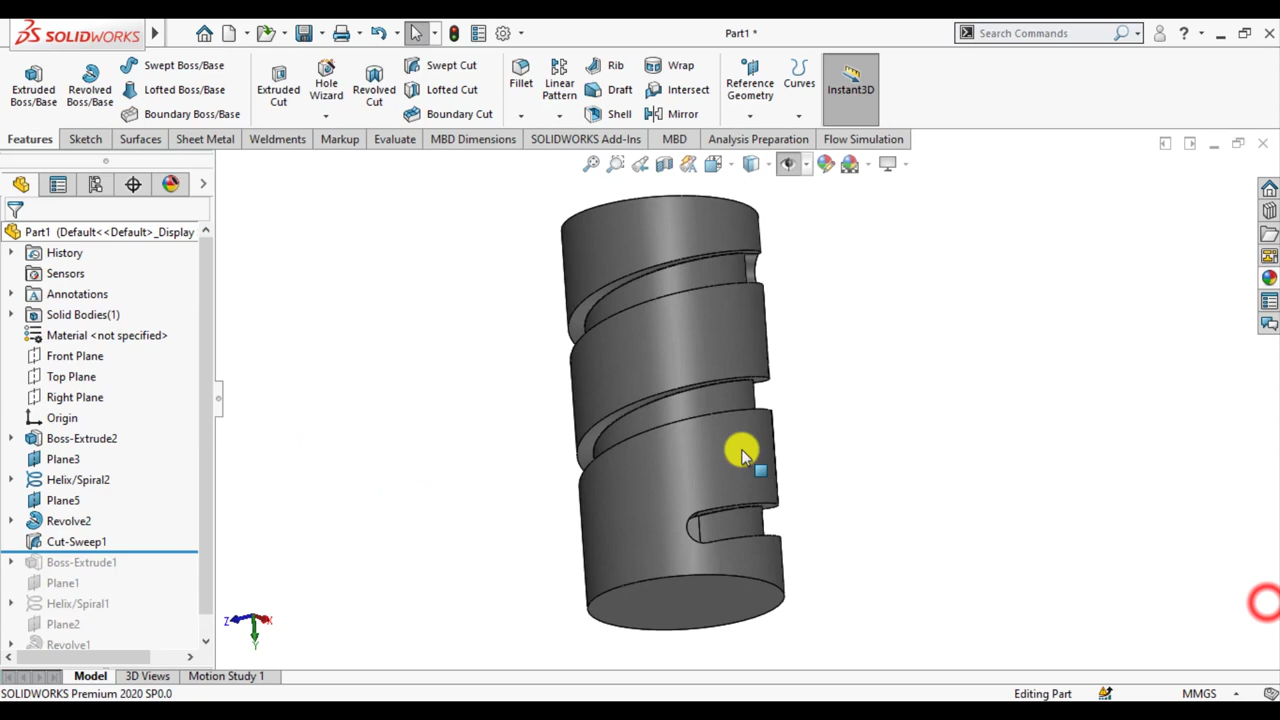 SOLIDWORKS
Part1 *
Search Commands
?
Extruded Boss/Base
Revolved Boss/Base
Swept Boss/Base
Lofted Boss/Base
Boundary Boss/Base
Extruded Cut
Hole Wizard
Revolved Cut
Swept Cut
Lofted Cut
Boundary Cut
Fillet
Linear Pattern
Rib
Draft
Shell
Wrap
Intersect
Mirror
Reference Geometry
Curves
Instant3D
Features
Sketch
Surfaces
Sheet Metal
Weldments
Markup
Evaluate
MBD Dimensions
SOLIDWORKS Add-Ins
MBD
Analysis Preparation
Flow Simulation
Part1 (Default<<Default>_Display
History
Sensors
Annotations
Solid Bodies(1)
Material <not specified>
Front Plane
Top Plane
Right Plane
Origin
Boss-Extrude2
Plane3
Helix/Spiral2
Plane5
Revolve2
Cut-Sweep1
Boss-Extrude1
Plane1
Helix/Spiral1
Plane2
Revolve1
Z
X
Y
Model
3D Views
Motion Study 1
SOLIDWORKS Premium 2020 SP0.0
Editing Part
MMGS